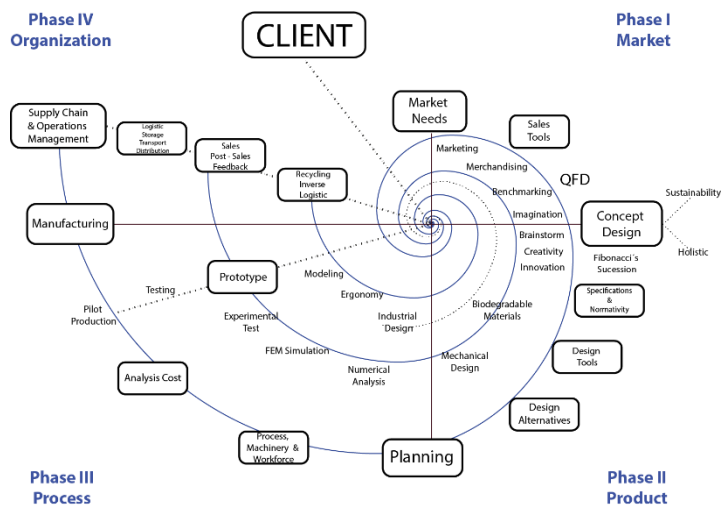 Phase IV
Organization
CLIENT
Phase I
Market
Supply Chain
& Operations
Management
Logistic
Storage
Transport
Distribution
Sales
Post - Sales
Feedback
Recycling
Inverse
Logistic
Market
Needs
Sales
Tools
Marketing
Merchandising
Benchmarking
QFD
Imagination
Sustainability
Manufacturing
Concept
Design
Brainstorm
Creativity
Innovation
Holistic
Fibonacci´s
Sucession
Prototype
Modeling
Testing
Ergonomy
Pilot
Production
Experimental
Test
Industrial
Design
Biodegradable
Materials
Specifications
&
Normativity
FEM Simulation
Numerical
Analysis
Mechanical
Design
Design
Tools
Analysis Cost
Design
Alternatives
Process,
Machinery &
Workforce
Planning
Phase III
Process
Phase II
Product